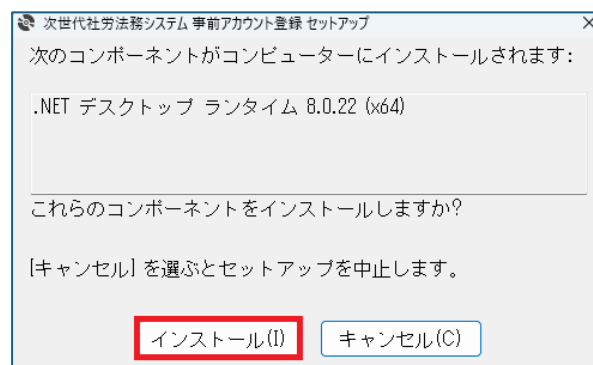 次世代社労法務システム 事前アカウント登録 セットアップ
次のコンポーネントがコンピューターにインストールされます:
.NET デスクトップ ランタイム 8.0.22 (x64)
これらのコンポーネントをインストールしますか?
[キャンセル] を選ぶとセットアップを中止します。
インストール(I) キャンセル(C)